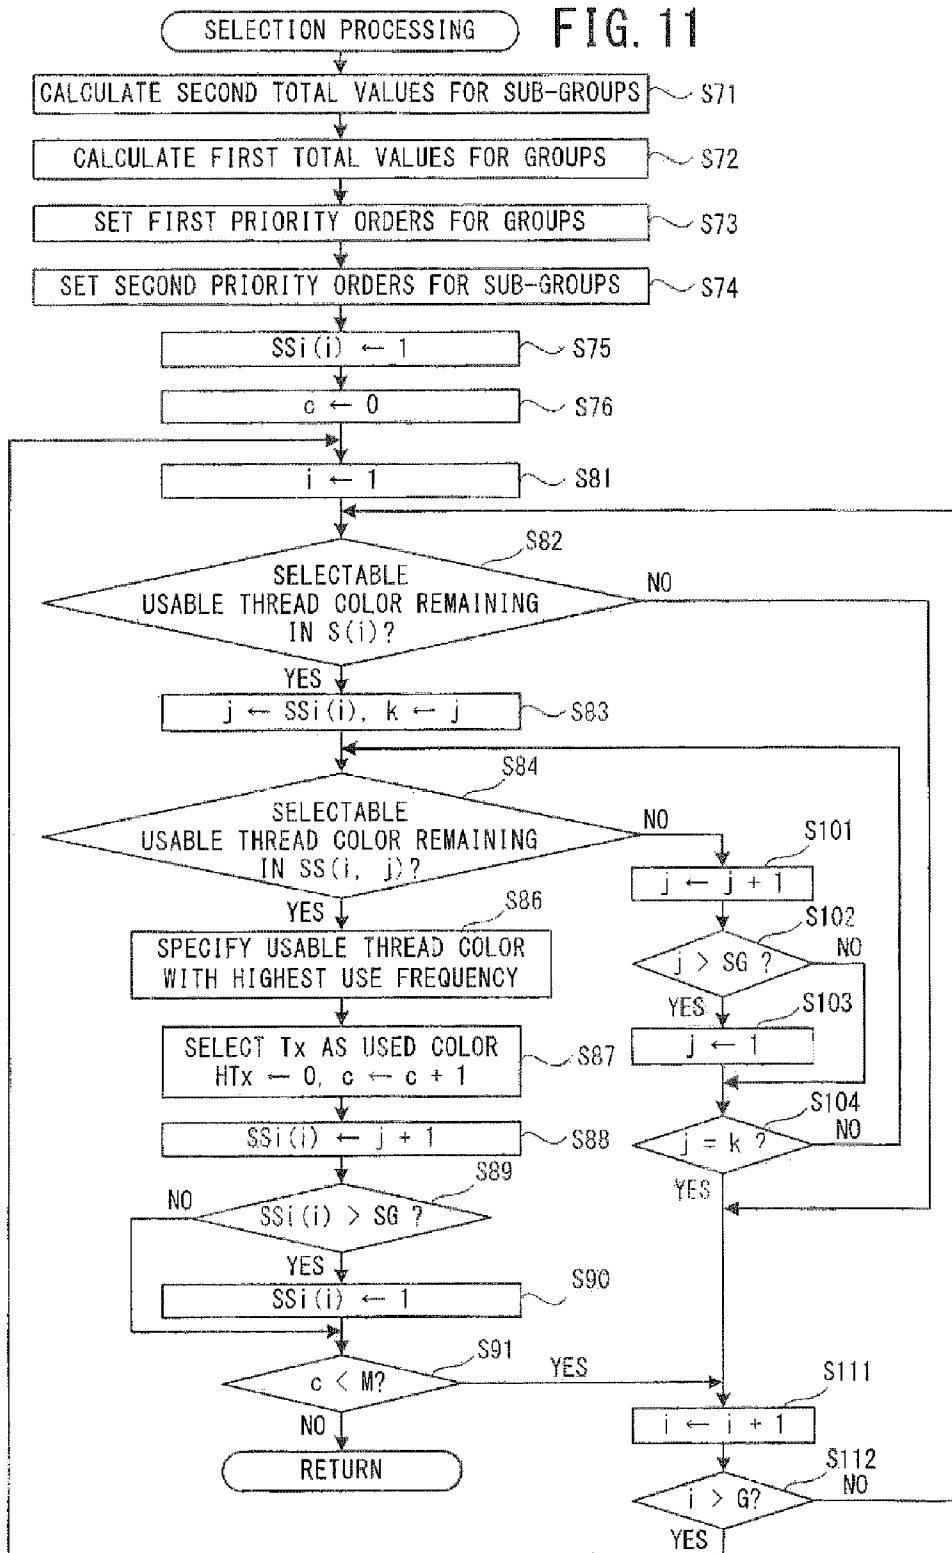 FIG. 11
SELECTION PROCESSING
CALCULATE SECOND TOTAL VALUES FOR SUB-GROUPS
S71
CALCULATE FIRST TOTAL VALUES FOR GROUPS
S72
SET FIRST PRIORITY ORDERS FOR GROUPS
S73
SET SECOND PRIORITY ORDERS FOR SUB-GROUPS
S74
SSi(i) ← 1
S75
c ← 0
S76
i ← 1
S81
S82
SELECTABLE
USABLE THREAD COLOR REMAINING
IN S(i)?
NO
YES
j ← SSi(i), k ← j
S83
S84
SELECTABLE
USABLE THREAD COLOR REMAINING
IN SS(i, j)?
NO
YES
S101
j ← j + 1
S102
j > SG ?
NO
YES
S103
j ← 1
S104
j = k ?
NO
YES
S86
SPECIFY USABLE THREAD COLOR
WITH HIGHEST USE FREQUENCY
SELECT Tx AS USED COLOR
HTx ← 0, c ← c + 1
S87
SSi(i) ← j + 1
S88
S89
NO
SSi(i) > SG ?
YES
SSi(i) ← 1
S90
S91
c < M?
YES
NO
RETURN
S111
i ← i + 1
S112
i > G?
NO
YES